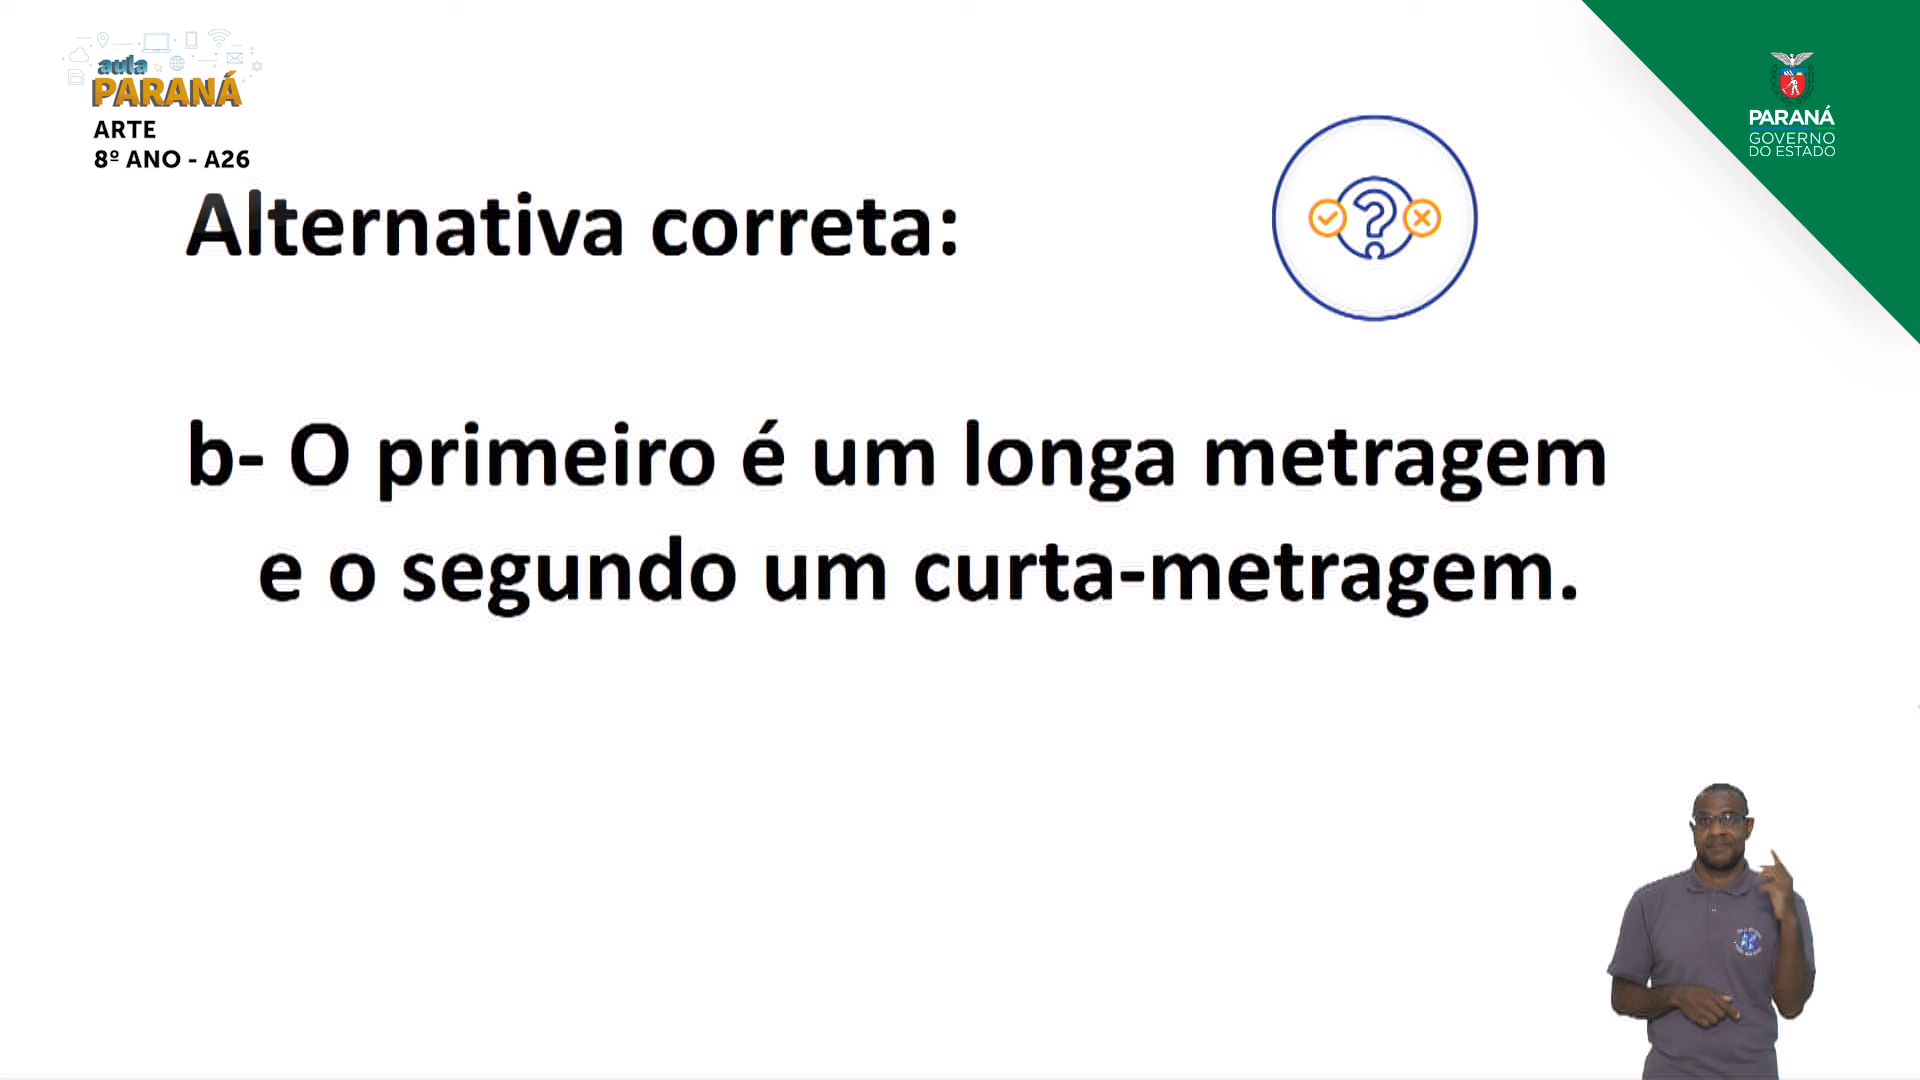 aula
PARANÁ
ARTE
8º ANO - A26
PARANÁ
GOVERNO
DO ESTADO
Alternativa correta:
b- O primeiro é um longa metragem
e o segundo um curta-metragem.